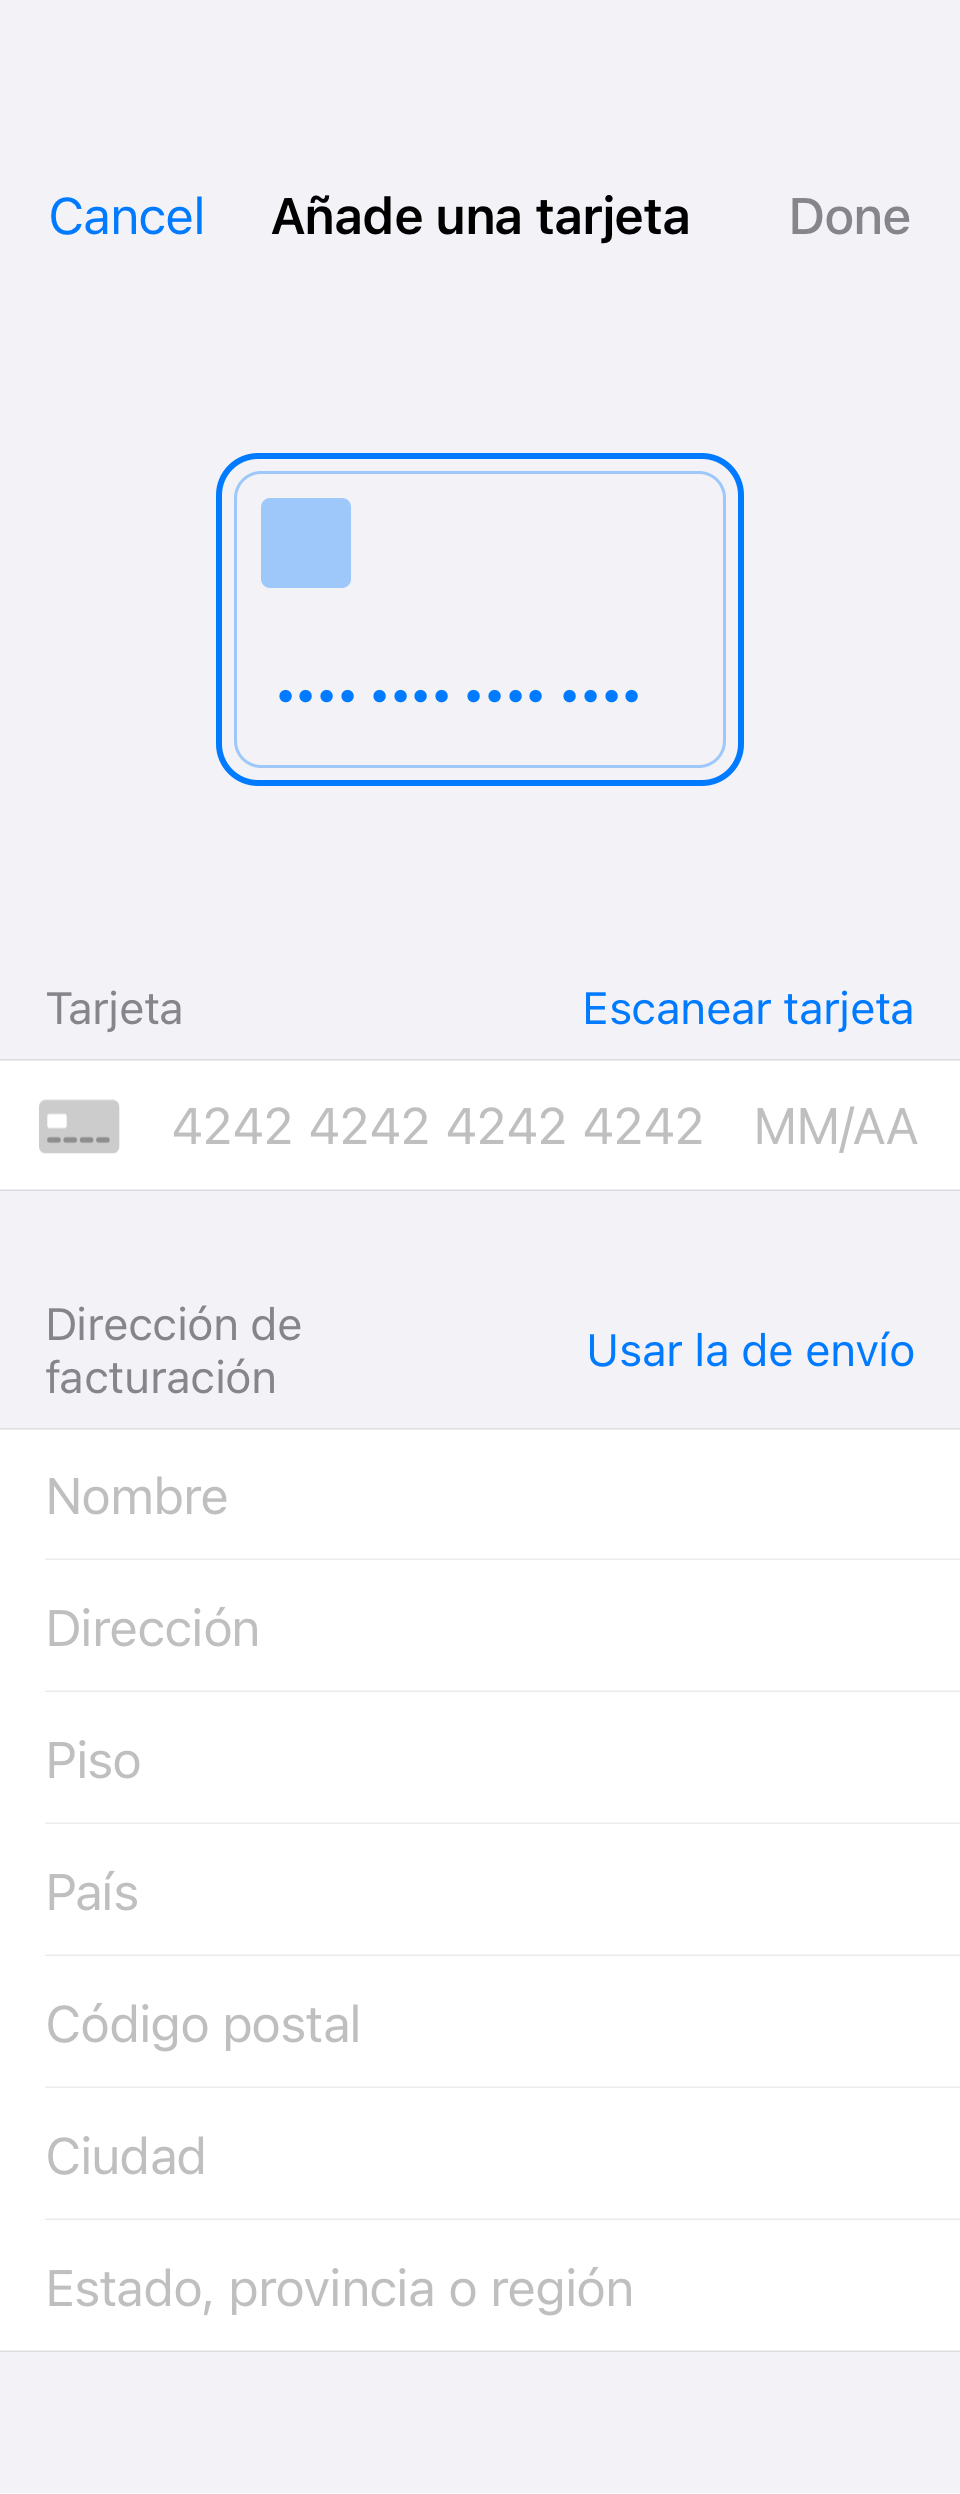 Cancel Añade una tarjeta Done
Tarjeta Escanear tarjeta
4242 4242 4242 4242 MM/AA
Dirección de
facturación
Usar la de envío
Nombre
Dirección
Piso
País
Código postal
Ciudad
Estado, provincia o región